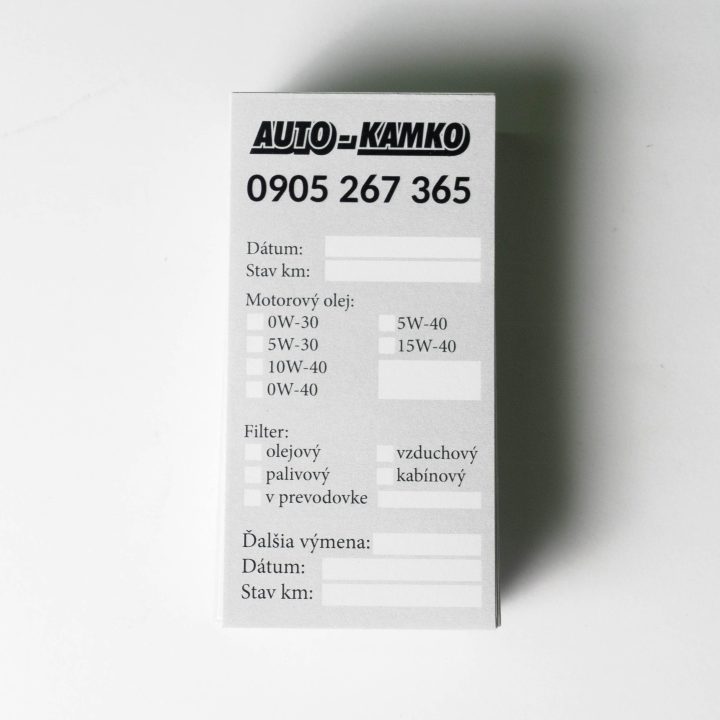 AUTO-KAMKO
0905 267 365
Dátum:
Stav km:
Motorový olej:
0W-30 5W-40
5W-30 15W-40
10W-40
0W-40
Filter:
olejový vzduchový
palivový kabínový
v prevodovke
Ďalšia výmena:
Dátum:
Stav km: